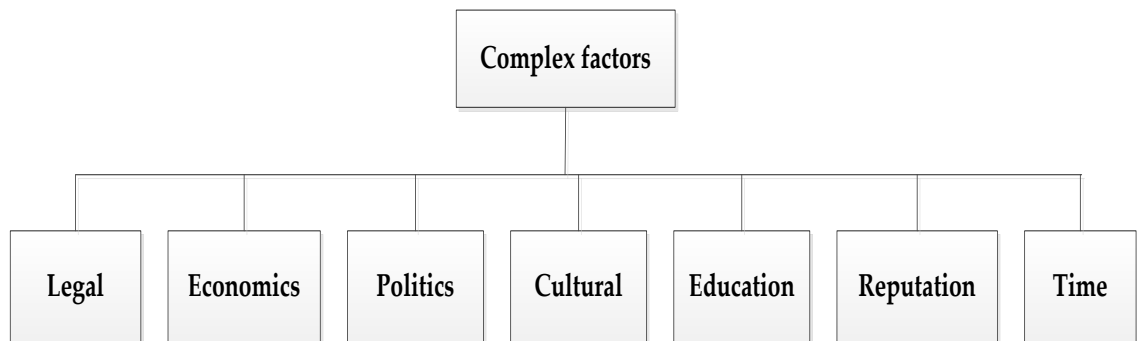 Complex factors
Legal
Economics
Politics
Cultural
Education
Reputation
Time